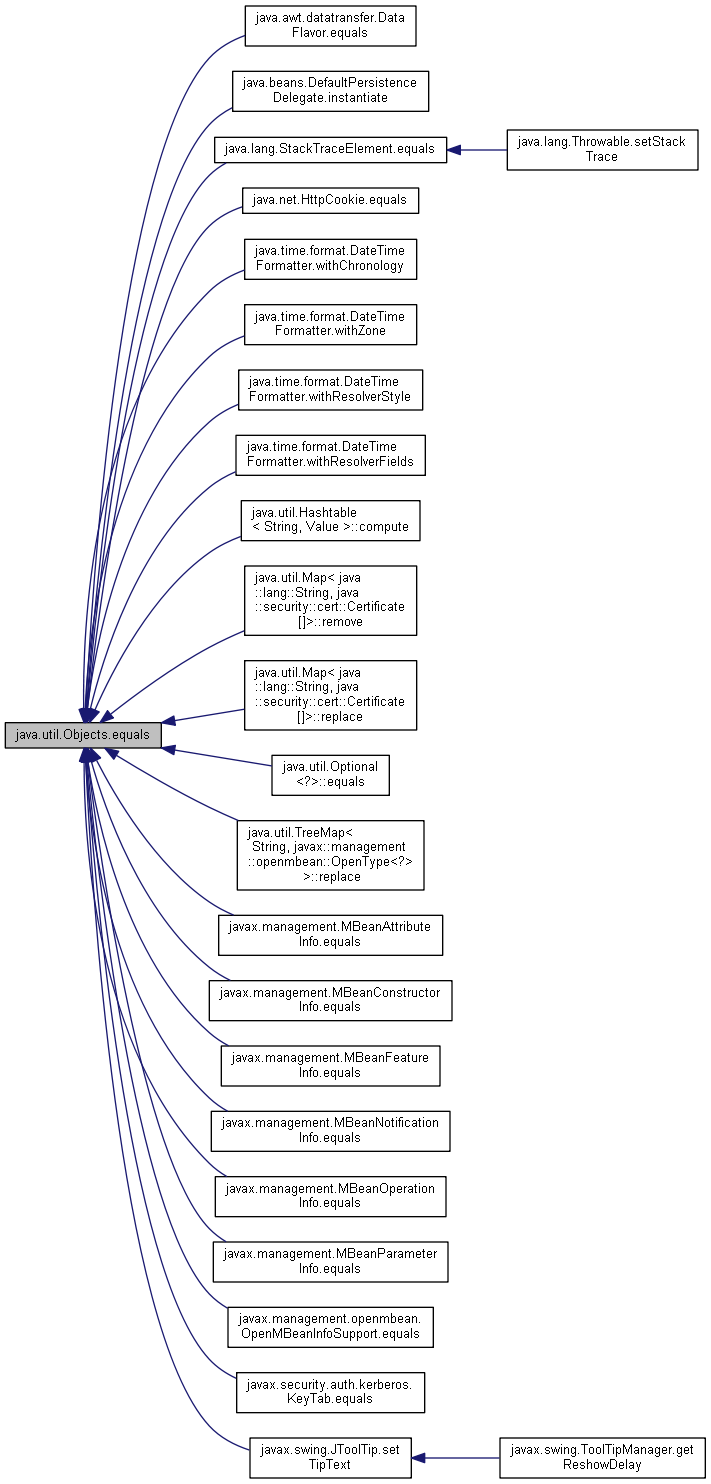 java.awt.datatransfer.Data
Flavor.equals
java.beans.DefaultPersistence
Delegate.instantiate
java.lang.StackTraceElement.equals
java.lang.Throwable.setStack
Trace
java.net.HttpCookie.equals
java.time.format.DateTime
Formatter.withChronology
java.time.format.DateTime
Formatter.withZone
java.time.format.DateTime
Formatter.withResolverStyle
java.time.format.DateTime
Formatter.withResolverFields
java.util.Hashtable
< String, Value >::compute
java.util.Map< java
::lang::String, java
::security::cert::Certificate
[]>::remove
java.util.Map< java
::lang::String, java
::security::cert::Certificate
[]>::replace
java.util.Objects.equals
java.util.Optional
<?>::equals
java.util.TreeMap<
String, javax::management
::openmbean::OpenType<?>
>::replace
javax.management.MBeanAttribute
Info.equals
javax.management.MBeanConstructor
Info.equals
javax.management.MBeanFeature
Info.equals
javax.management.MBeanNotification
Info.equals
javax.management.MBeanOperation
Info.equals
javax.management.MBeanParameter
Info.equals
javax.management.openmbean.
OpenMBeanInfoSupport.equals
javax.security.auth.kerberos.
KeyTab.equals
javax.swing.JToolTip.set
TipText
javax.swing.ToolTipManager.get
ReshowDelay